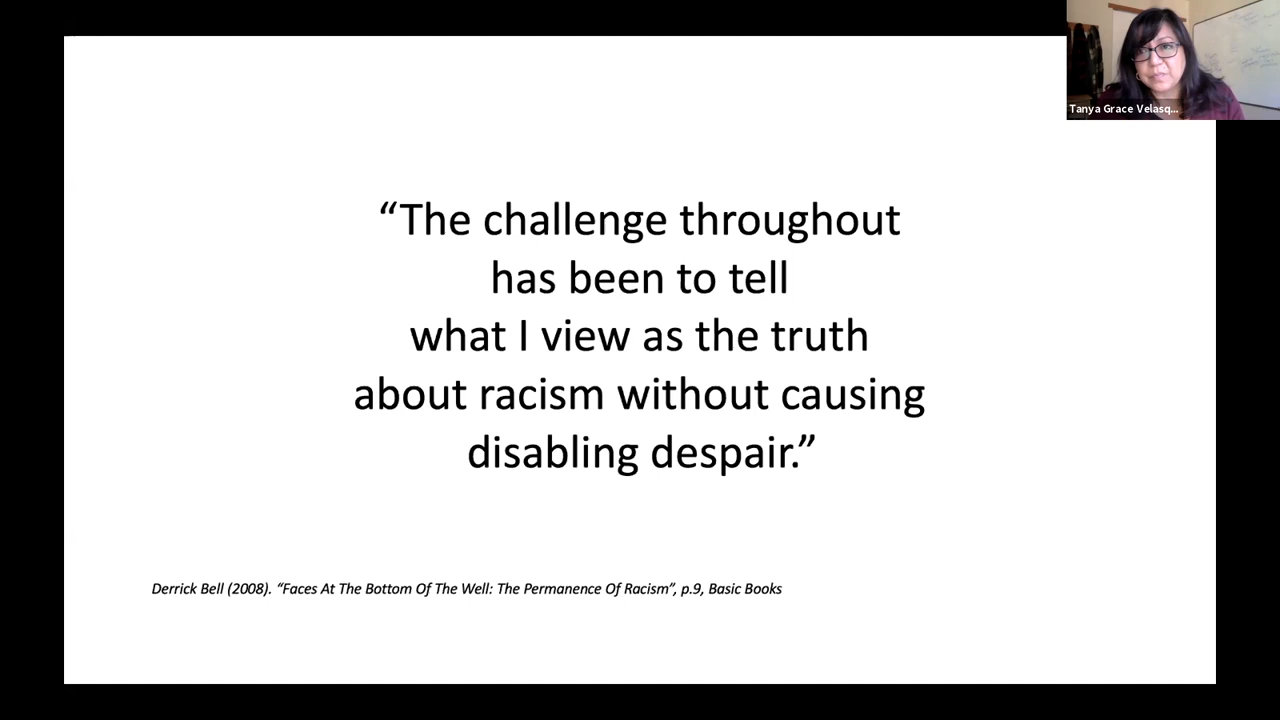 Tanya Grace Velasq...
“The challenge throughout
has been to tell
what I view as the truth
about racism without causing
disabling despair.”
Derrick Bell (2008). “Faces At The Bottom Of The Well: The Permanence Of Racism”, p.9, Basic Books